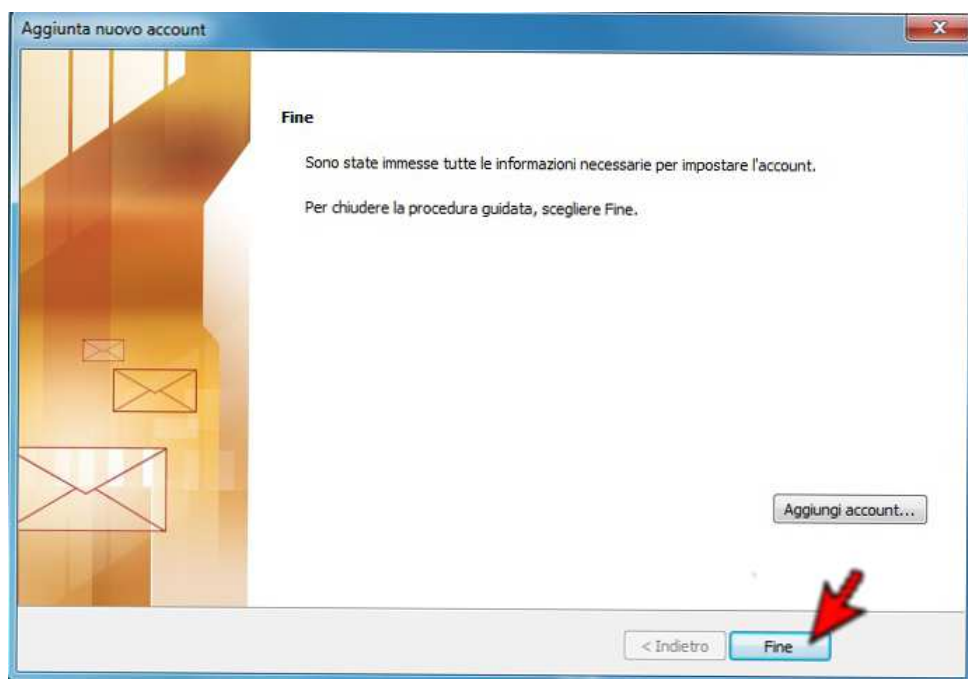 Aggiunta nuovo account
Fine
Sono state immesse tutte le informazioni necessarie per impostare l'account.
Per chiudere la procedura guidata, scegliere Fine.
Aggiungi account...
< Indietro
Fine